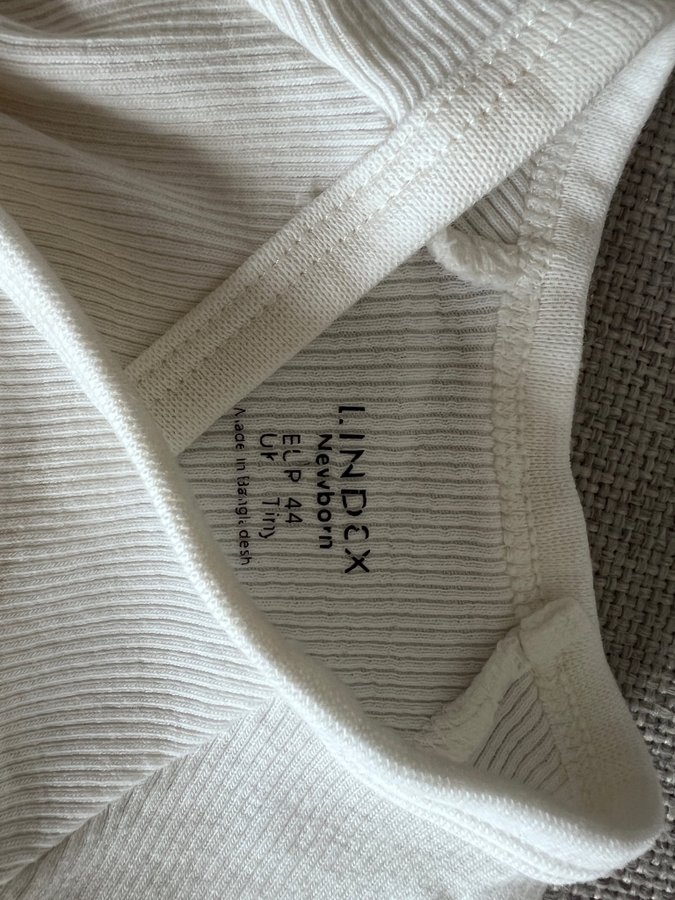 LINDEX
Newborn
EUR 44
UK Tiny
Made in Bangladesh